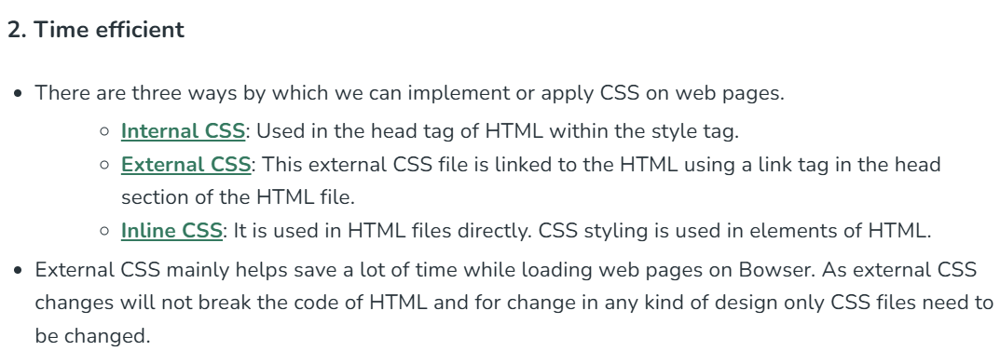 2. Time efficient
• There are three ways by which we can implement or apply CSS on web pages.
◦ Internal CSS: Used in the head tag of HTML within the style tag.
◦ External CSS: This external CSS file is linked to the HTML using a link tag in the head
section of the HTML file.
◦ Inline CSS: It is used in HTML files directly. CSS styling is used in elements of HTML.
• External CSS mainly helps save a lot of time while loading web pages on Bowser. As external CSS
changes will not break the code of HTML and for change in any kind of design only CSS files need to
be changed.